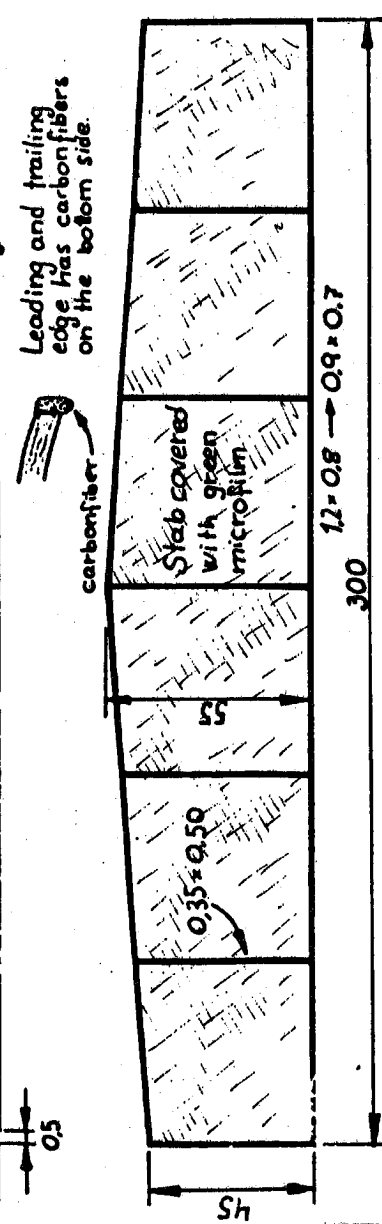 Leading and trailing
edge has carbonfibers
on the bottom side.
carbonfiber
Stab covered
with green
microfilm
55
0,35×0,50
0,5
45
1,2×0,8 → 0,9×0,7
300